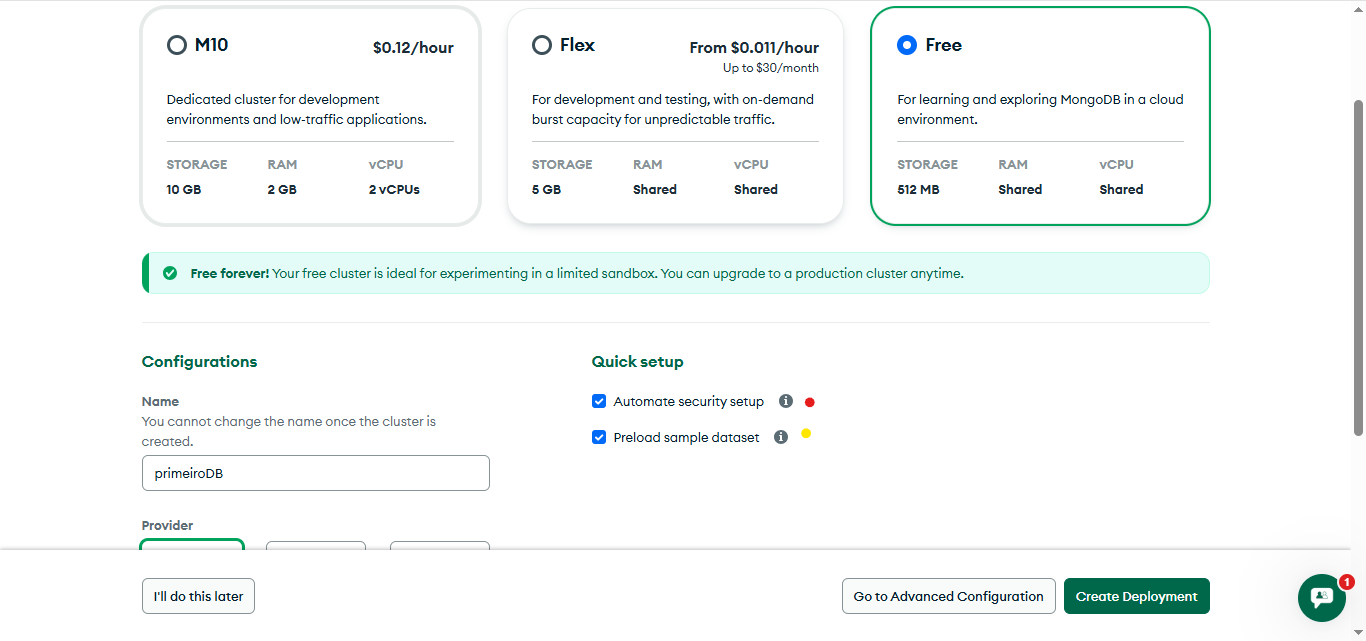 M10
$0.12/hour
Dedicated cluster for development
environments and low-traffic applications.
STORAGE RAM vCPU
10 GB 2 GB 2 vCPUs
Flex
From $0.011/hour
Up to $30/month
For development and testing, with on-demand
burst capacity for unpredictable traffic.
STORAGE RAM vCPU
5 GB Shared Shared
Free
For learning and exploring MongoDB in a cloud
environment.
STORAGE RAM vCPU
512 MB Shared Shared
Free forever! Your free cluster is ideal for experimenting in a limited sandbox. You can upgrade to a production cluster anytime.
Configurations
Name
You cannot change the name once the cluster is
created.
primeiroDB
Provider
Quick setup
Automate security setup
Preload sample dataset
I'll do this later
Go to Advanced Configuration
Create Deployment
1